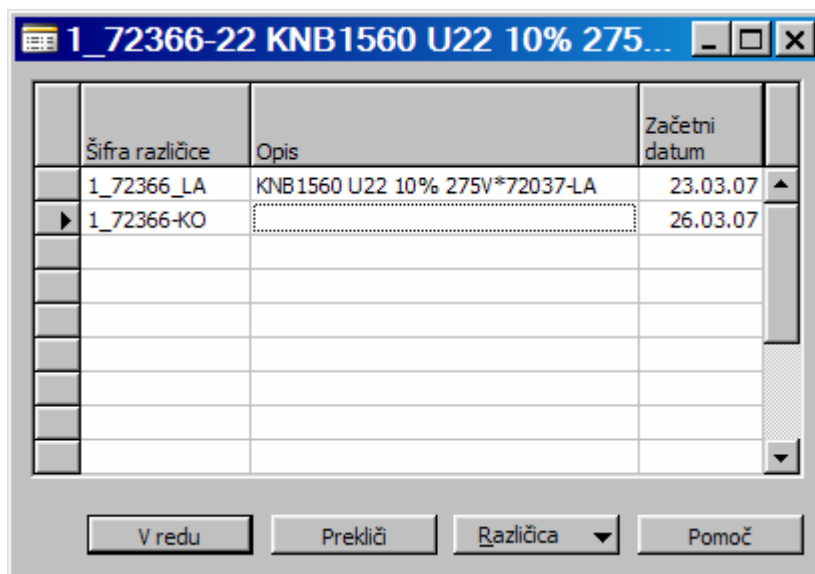 1_72366-22 KNB1560 U22 10% 275...
Šifra različice Opis Začetni datum
1_72366_LA KNB1560 U22 10% 275V*72037-LA 23.03.07
1_72366-KO 26.03.07
V redu Prekliči Različica Pomoč